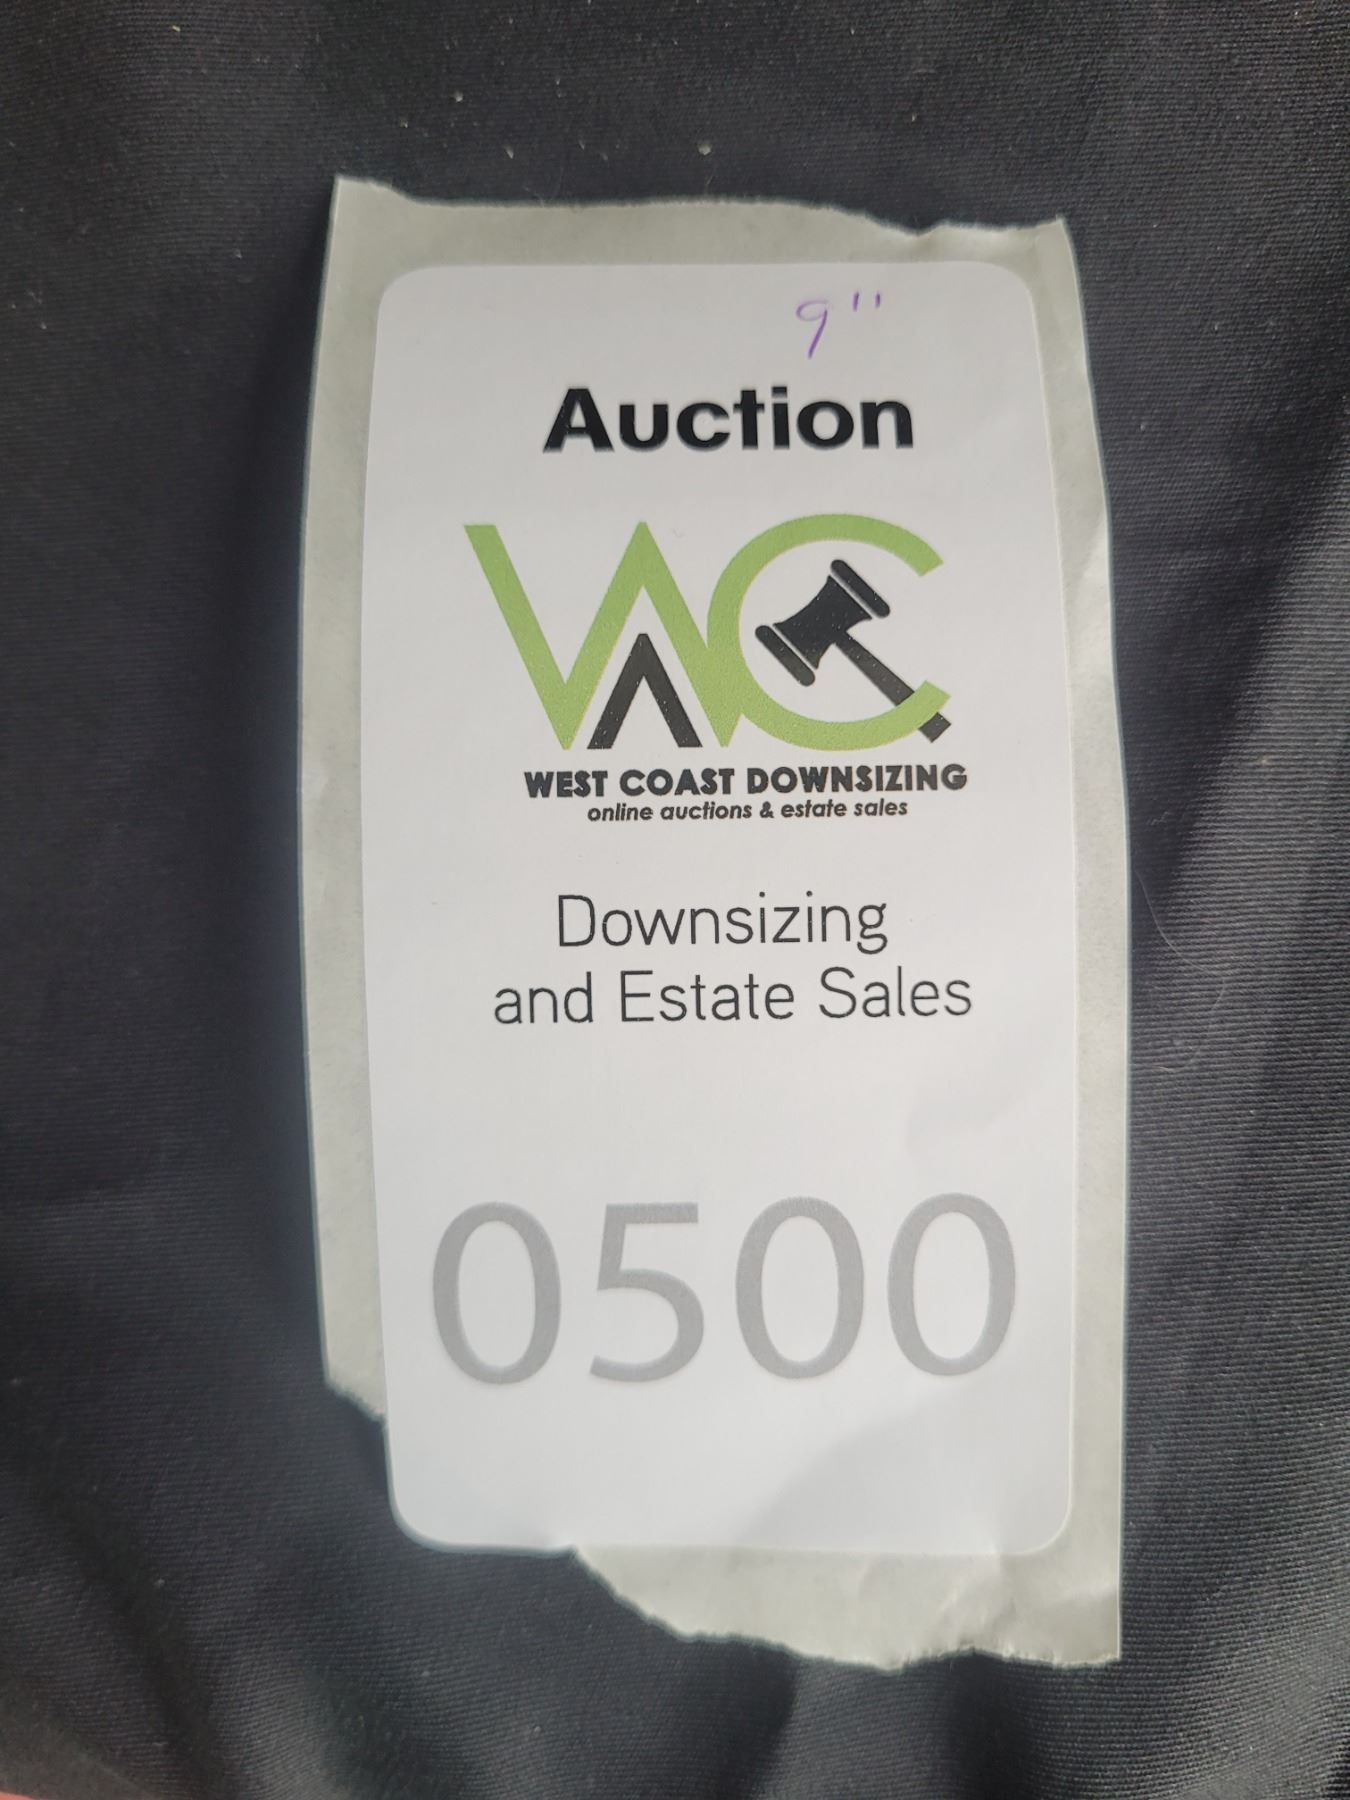 9"
Auction
WC
WEST COAST DOWNSIZING
online auctions & estate sales
Downsizing
and Estate Sales
0500